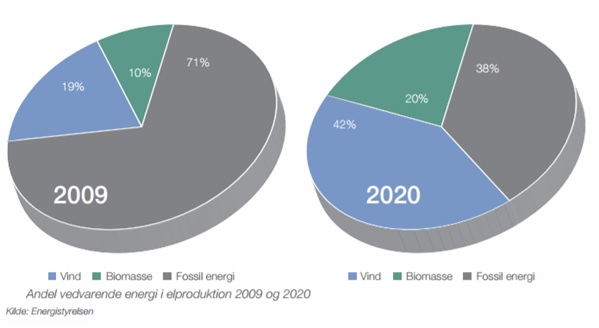 19%
10%
71%
2009
38%
20%
42%
2020
Vind Biomasse Fossil energi
Vind Biomasse Fossil energi
Andel vedvarende energi i elproduktion 2009 og 2020
Kilde: Energistyrelsen